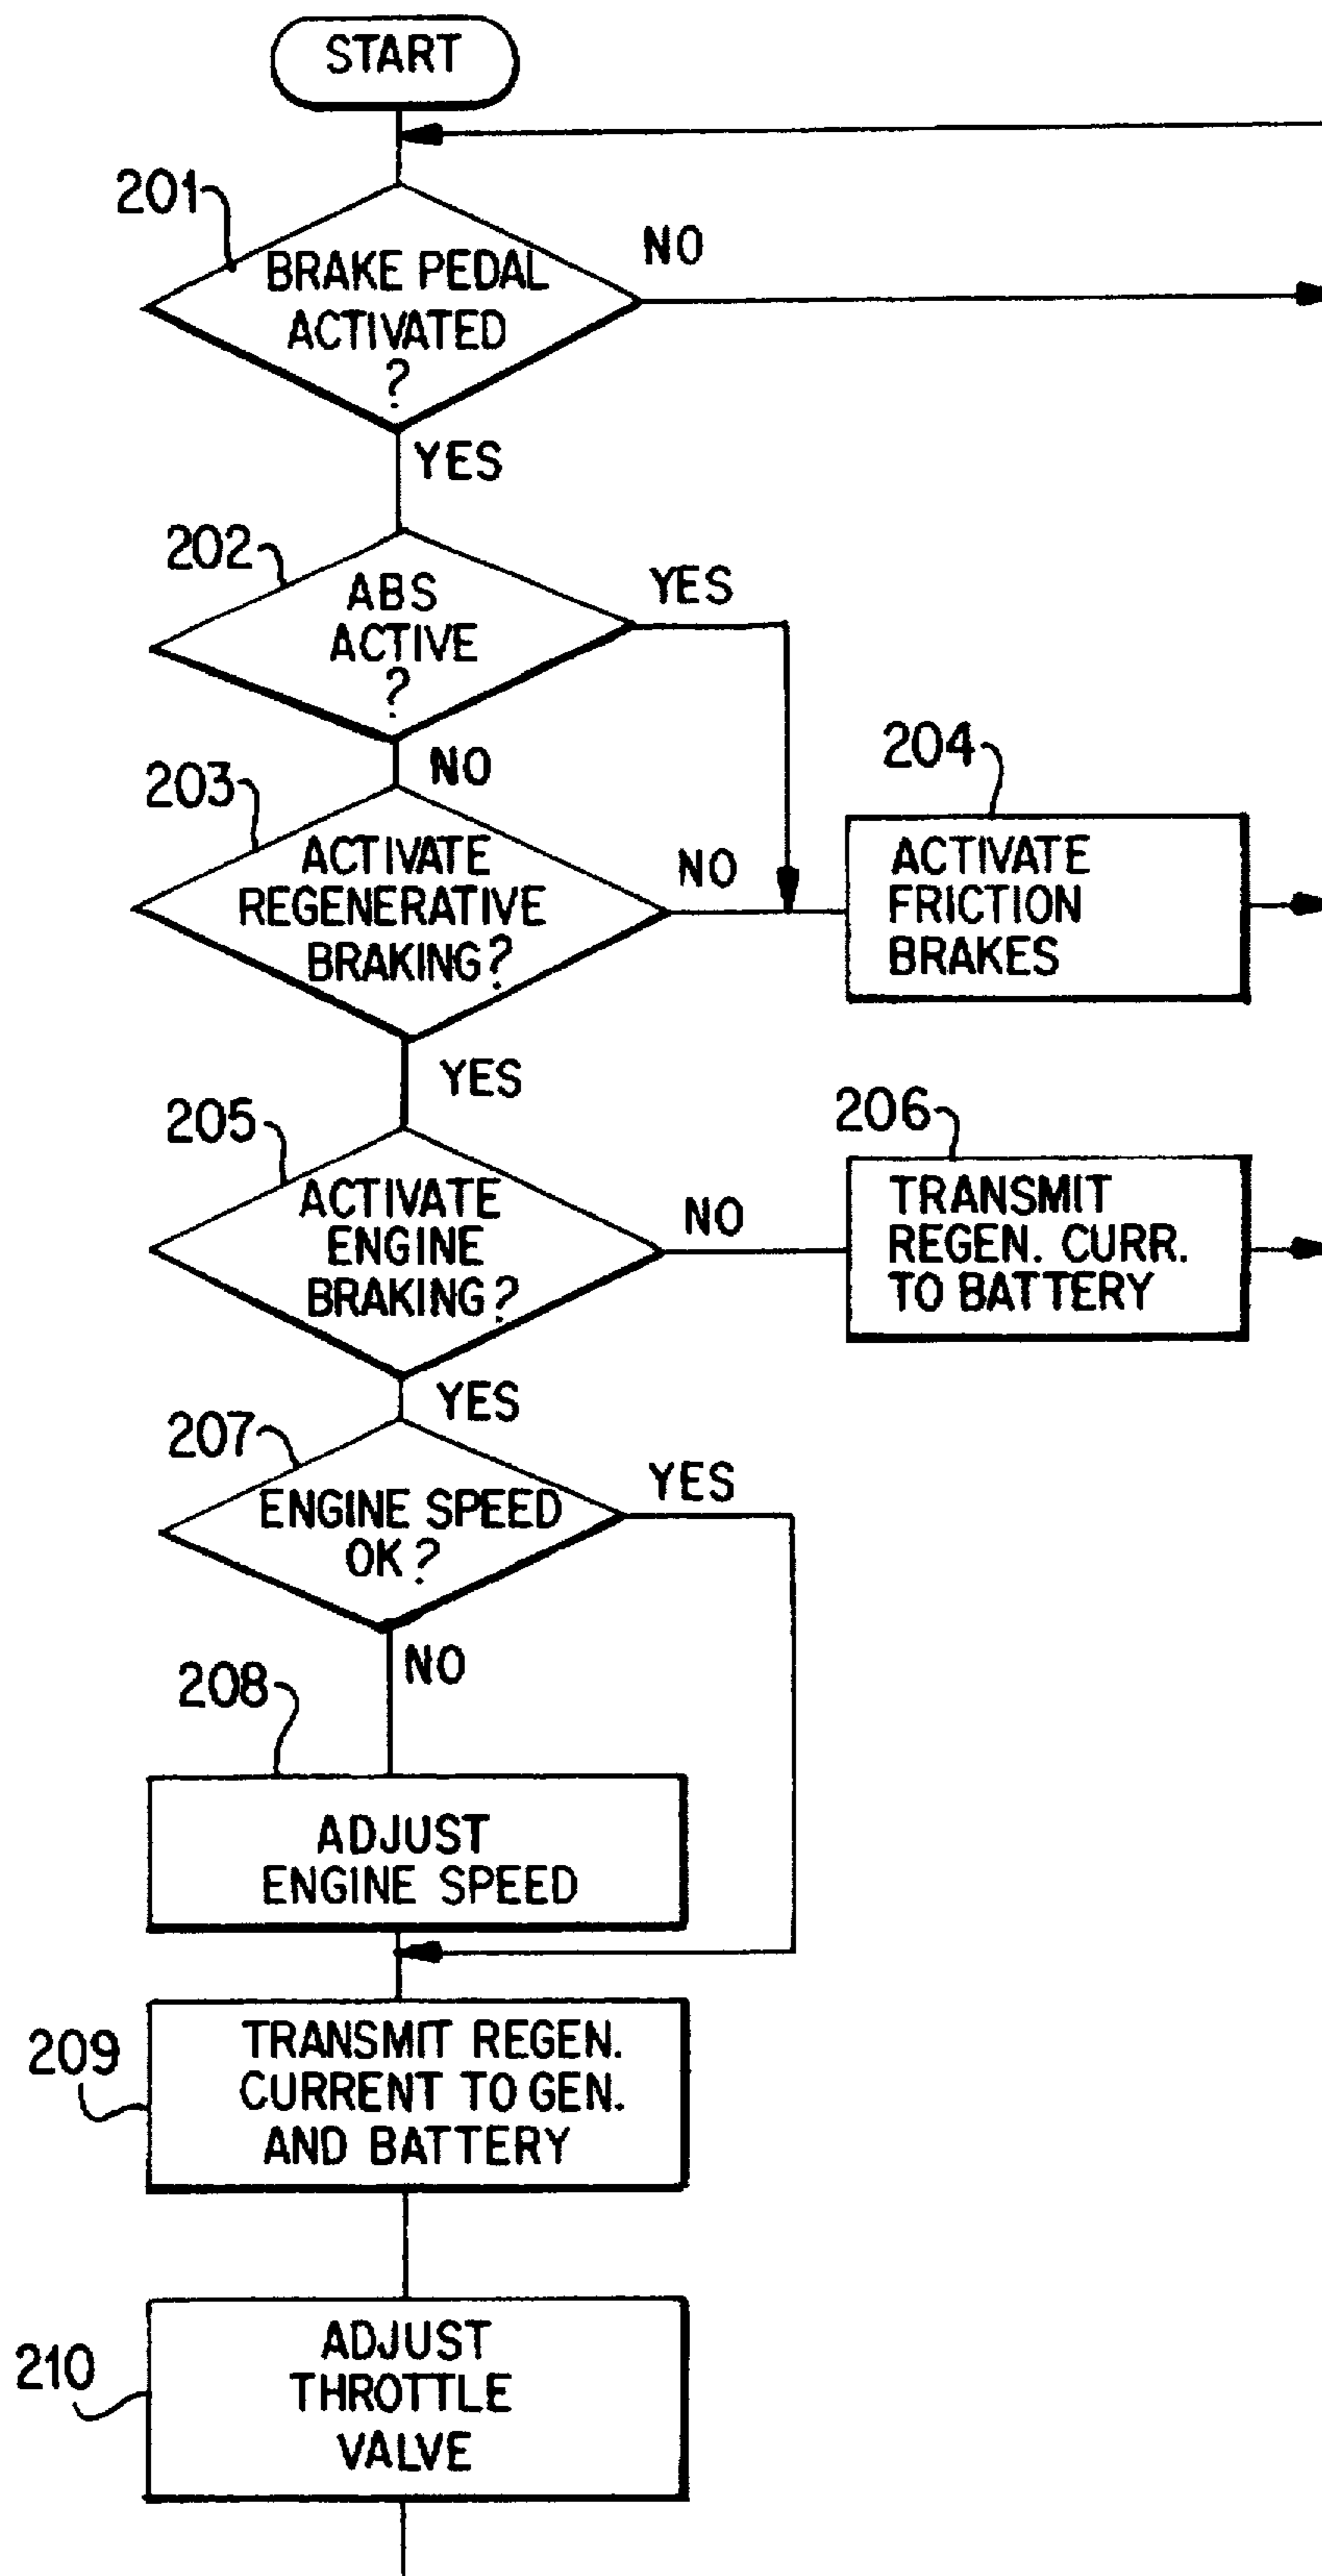 START
201
BRAKE PEDAL
ACTIVATED
?
NO
YES
202
ABS
ACTIVE
?
YES
NO
203
ACTIVATE
REGENERATIVE
BRAKING?
NO
204
ACTIVATE
FRICTION
BRAKES
YES
205
ACTIVATE
ENGINE
BRAKING?
NO
206
TRANSMIT
REGEN. CURR.
TO BATTERY
YES
207
ENGINE SPEED
OK?
YES
NO
208
ADJUST
ENGINE SPEED
209
TRANSMIT REGEN.
CURRENT TO GEN.
AND BATTERY
210
ADJUST
THROTTLE
VALVE